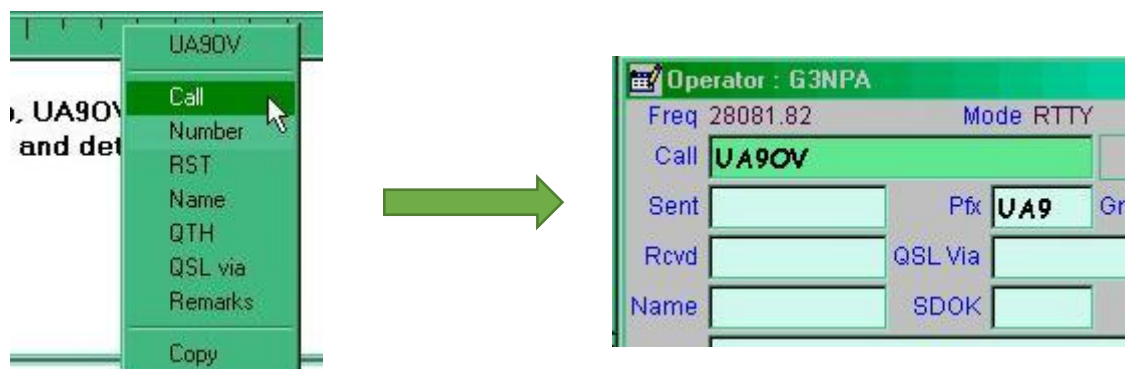 UA9OV
Call
Number
RST
Name
QTH
QSL via
Remarks
Copy
, UA9OV
and det
Operator : G3NPA
Freq 28081.82 Mode RTTY
Call UA9OV
Sent Pfx UA9 Gr
Rcvd QSL Via
Name SDOK